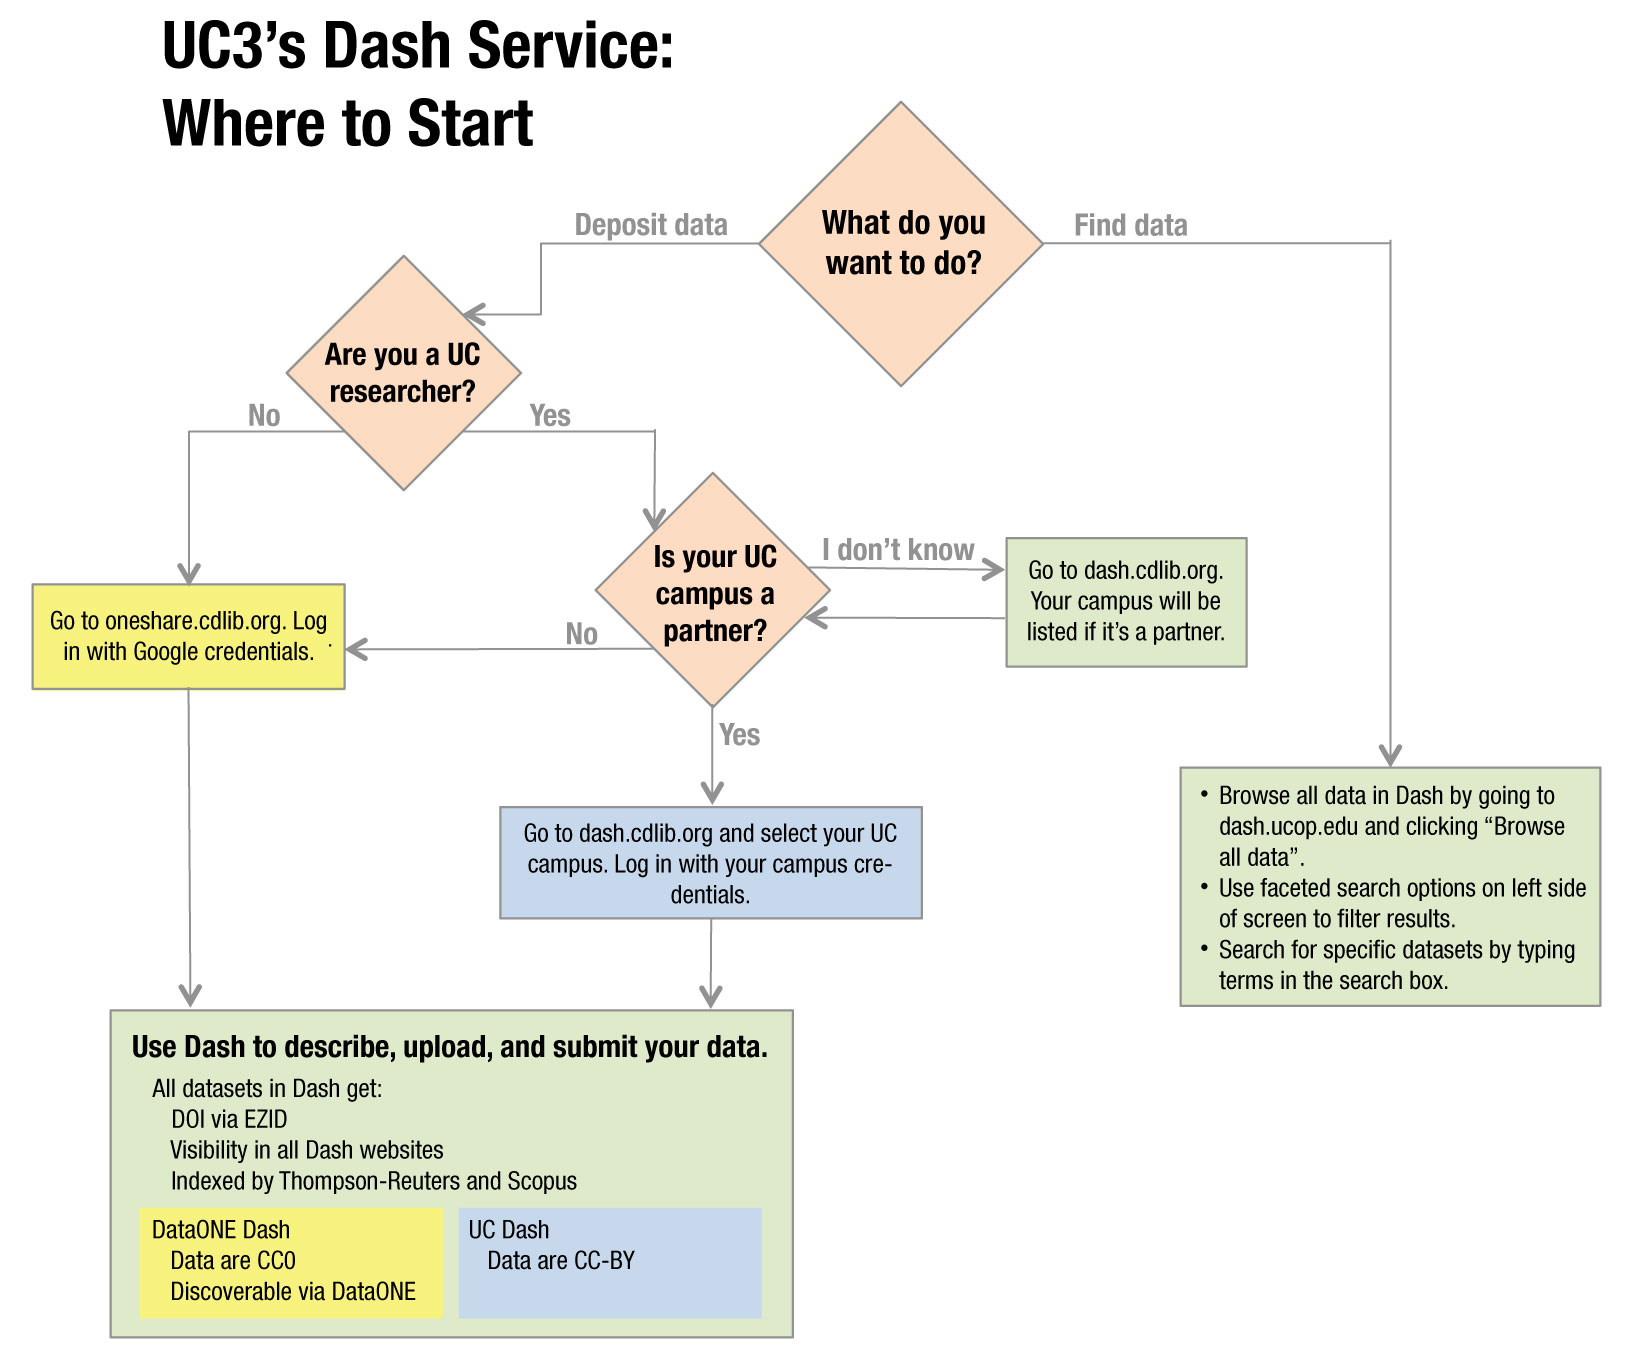 UC3’s Dash Service:
Where to Start
What do you
want to do?
Deposit data
Find data
Are you a UC
researcher?
No
Yes
Is your UC
campus a
partner?
I don’t know
Go to dash.cdlib.org.
Your campus will be
listed if it’s a partner.
No
Go to oneshare.cdlib.org. Log
in with Google credentials.
Yes
Go to dash.cdlib.org and select your UC
campus. Log in with your campus cre-
dentials.
• Browse all data in Dash by going to
dash.ucop.edu and clicking “Browse
all data”.
• Use faceted search options on left side
of screen to filter results.
• Search for specific datasets by typing
terms in the search box.
Use Dash to describe, upload, and submit your data.
All datasets in Dash get:
DOI via EZID
Visibility in all Dash websites
Indexed by Thompson-Reuters and Scopus
DataONE Dash
Data are CC0
Discoverable via DataONE
UC Dash
Data are CC-BY